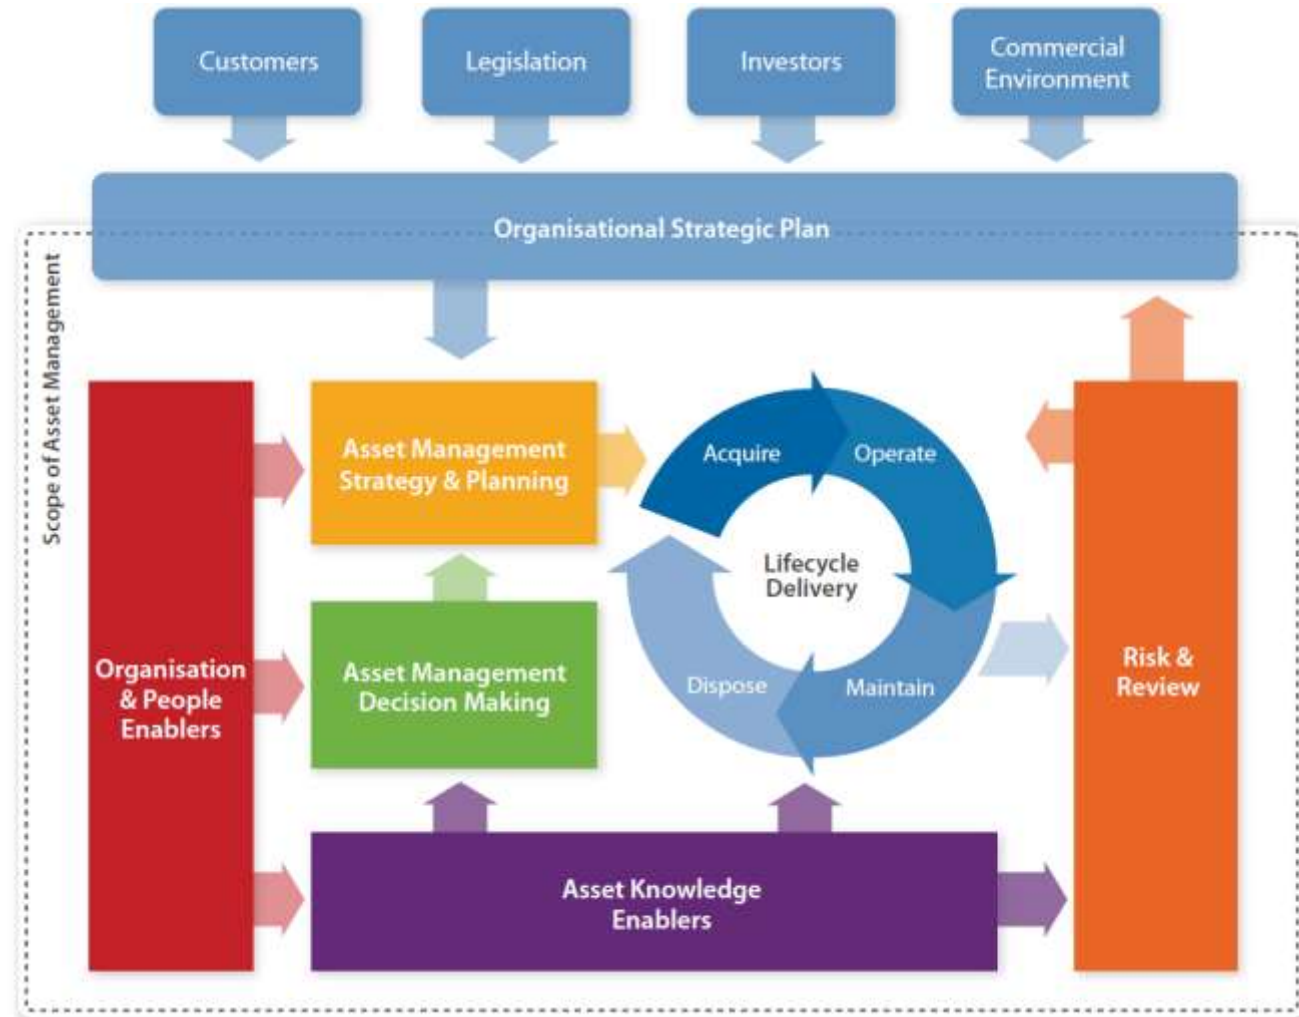 Customers
Legislation
Investors
Commercial
Environment
Organisational Strategic Plan
Scope of Asset Management
Asset Management
Strategy & Planning
Acquire
Operate
Lifecycle
Delivery
Organisation
& People
Enablers
Asset Management
Decision Making
Dispose
Maintain
Risk &
Review
Asset Knowledge
Enablers